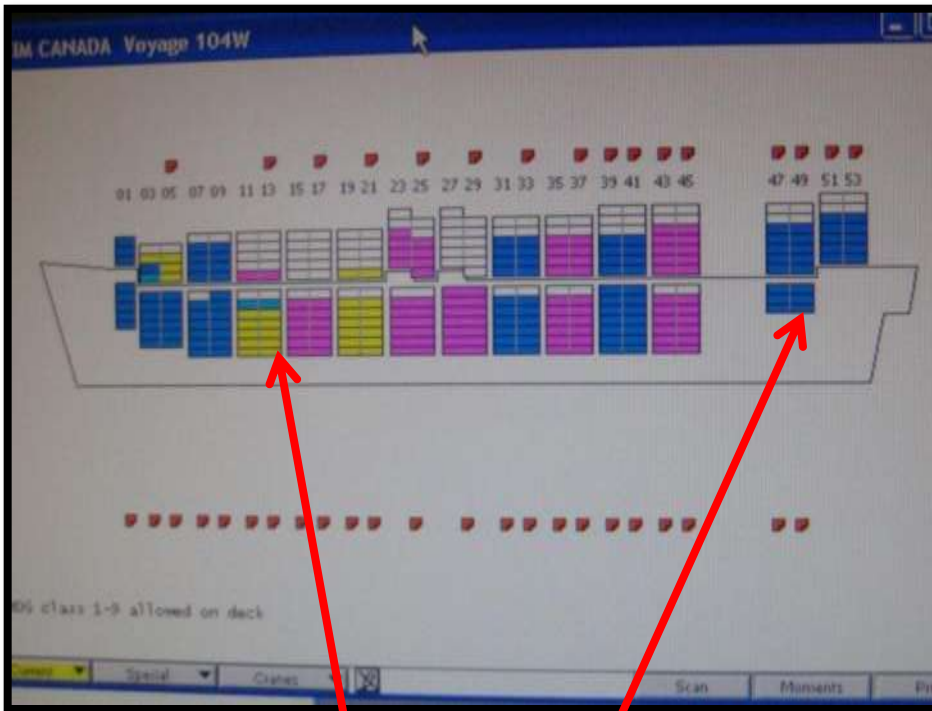 IM CANADA Voyage 104W
01 03 05 07 09 11 13 15 17 19 21 23 25 27 29 31 33 35 37 39 41 43 45 47 49 51 53
class 1-9 allowed on deck
Special Cranes Scan Moments